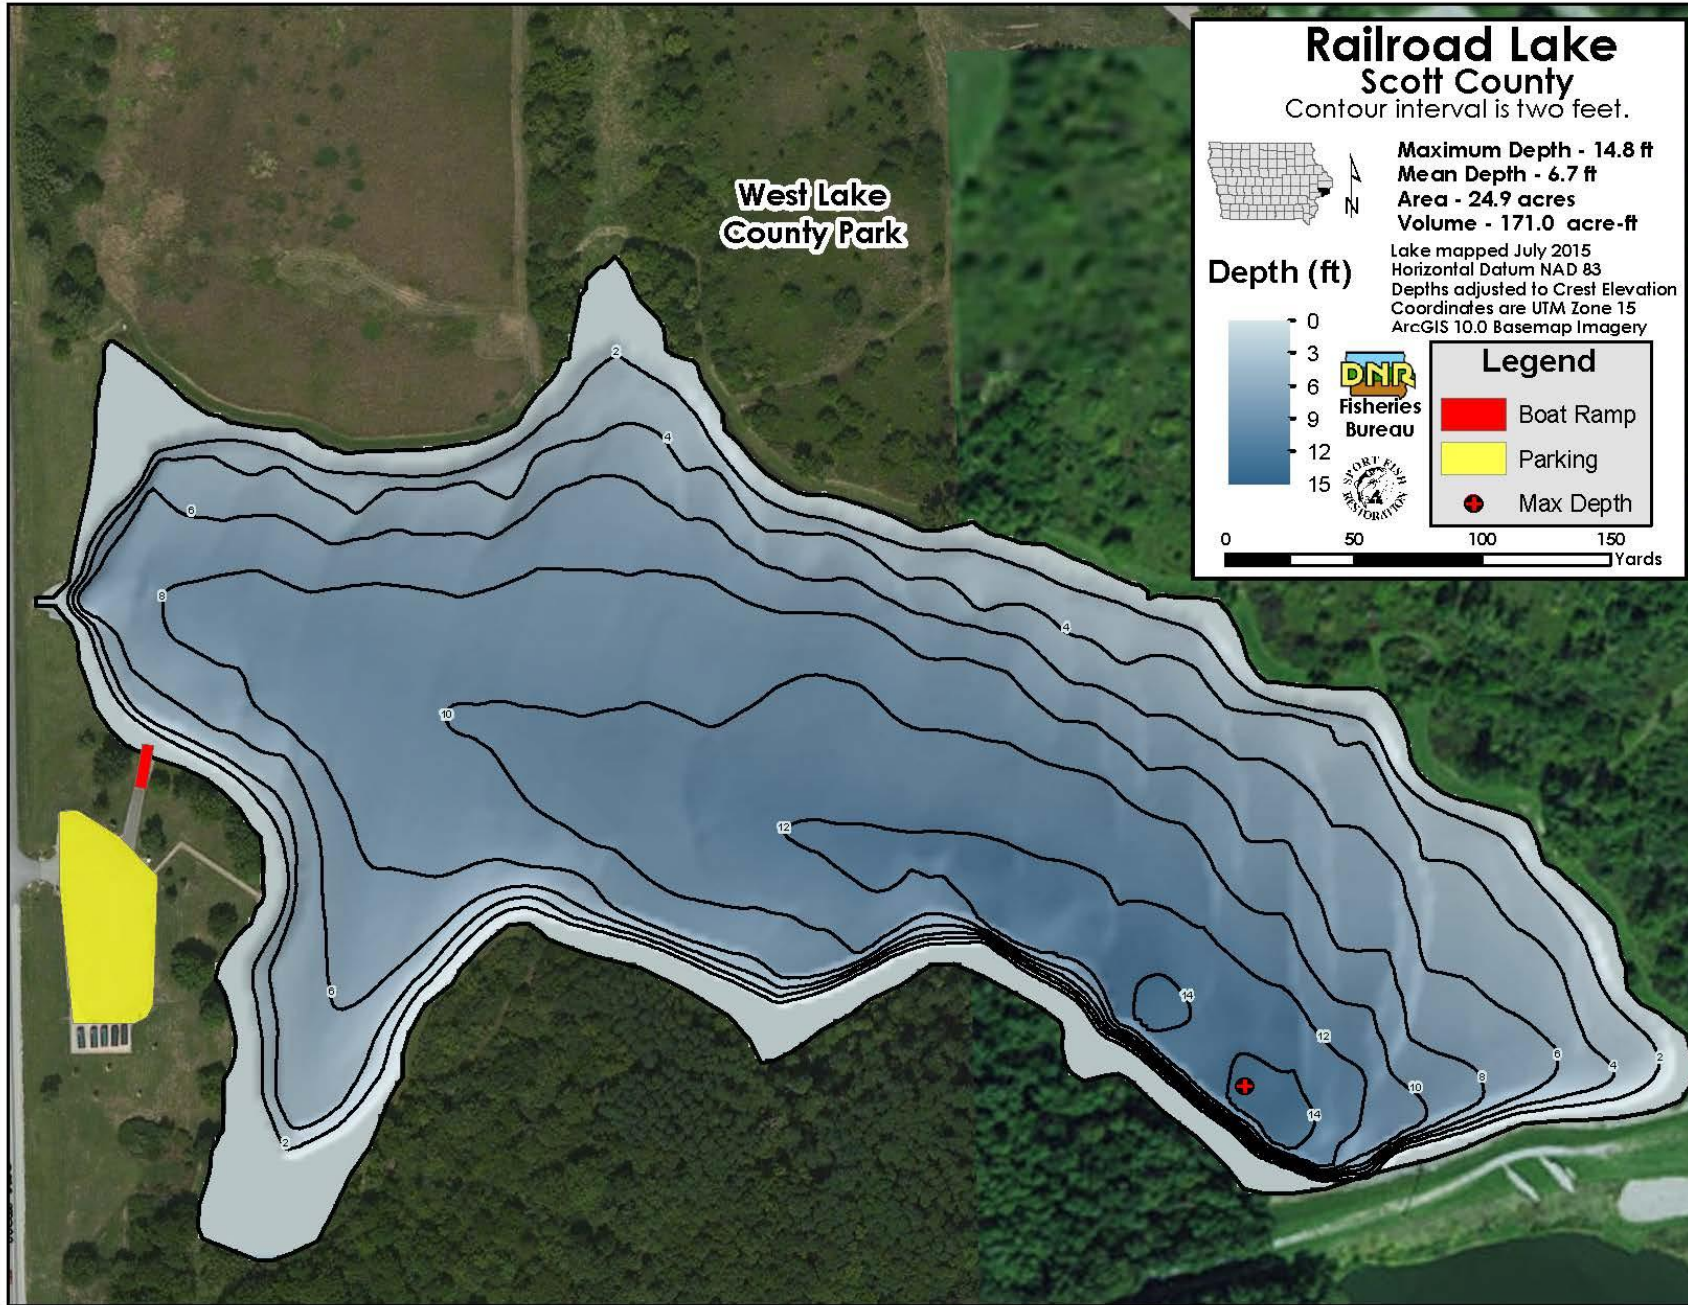 Railroad Lake
Scott County
Contour interval is two feet.
Maximum Depth - 14.8 ft
Mean Depth - 6.7 ft
Area - 24.9 acres
Volume - 171.0 acre-ft
N
Lake mapped July 2015
Horizontal Datum NAD 83
Depths adjusted to Crest Elevation
Coordinates are UTM Zone 15
ArcGIS 10.0 Basemap Imagery
Depth (ft)
0
3
6
9
12
15
DNR
Fisheries
Bureau
SPORT FISH
RESTORATION
Legend
Boat Ramp
Parking
Max Depth
0 50 100 150
Yards
West Lake
County Park
2
4
6
8
4
10
12
6
14
12
14
10
8
6
4
2
2